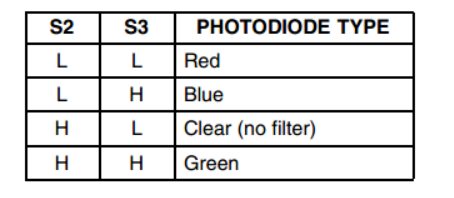 S2 S3 PHOTODIODE TYPE
L L Red
L H Blue
H L Clear (no filter)
H H Green